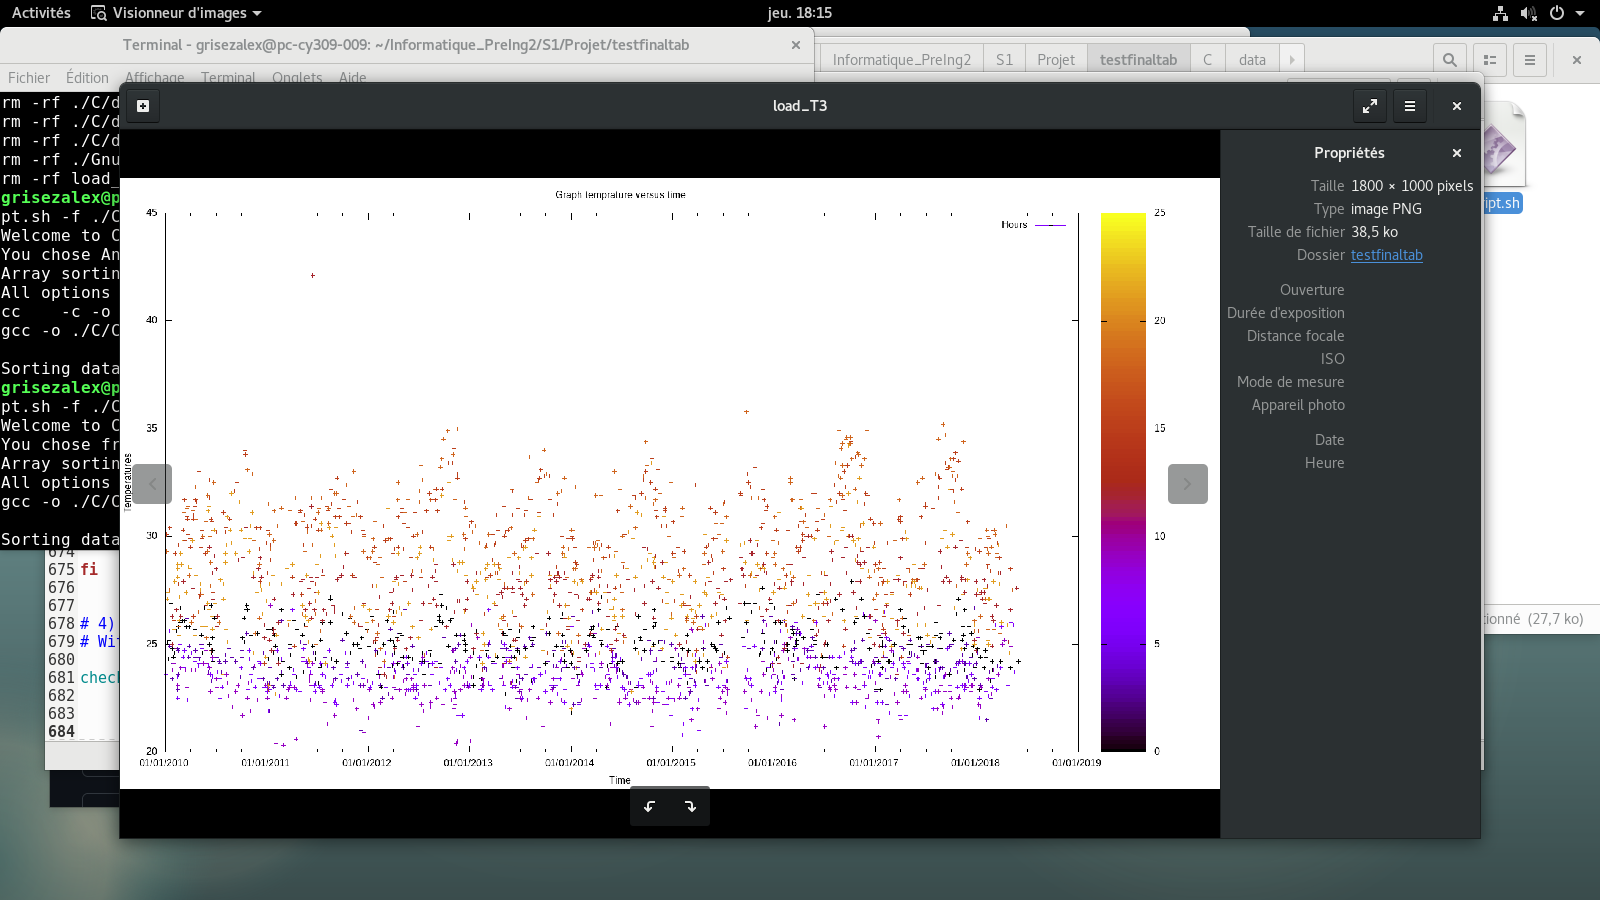 Activités
Visionneur d'images
jeu. 18:15
Terminal - grisezalex@pc-cy309-009: ~/Informatique_PreIng2/S1/Projet/testfinaltab
Informatique_PreIng2
S1
Projet
testfinaltab
C
data
Fichier
Édition
Affichage
Terminal
Onglets
Aide
load_T3
rm -rf ./C/d
rm -rf ./C/d
rm -rf ./C/d
rm -rf ./Gnu
rm -rf load_
grisezalex@p
pt.sh -f ./C
Welcome to C
You chose An
Array sortin
All options
cc -c -o
gcc -o ./C/C
Sorting data
grisezalex@p
pt.sh -f ./C
Welcome to C
You chose fr
Array sortin
All options
gcc -o ./C/C
Sorting data
674
675 fi
676
677
678 # 4)
679 # Wit
680
681 check
682
683
684
Graph temprature versus time
Hours
45
40
35
30
25
20
Temperatures
01/01/2010
01/01/2011
01/01/2012
01/01/2013
01/01/2014
01/01/2015
01/01/2016
01/01/2017
01/01/2018
01/01/2019
Time
25
20
15
10
5
0
Propriétés
Taille 1800 × 1000 pixels
Type image PNG
Taille de fichier 38,5 ko
Dossier testfinaltab
Ouverture
Durée d'exposition
Distance focale
ISO
Mode de mesure
Appareil photo
Date
Heure
ipt.sh
tionné (27,7 ko)